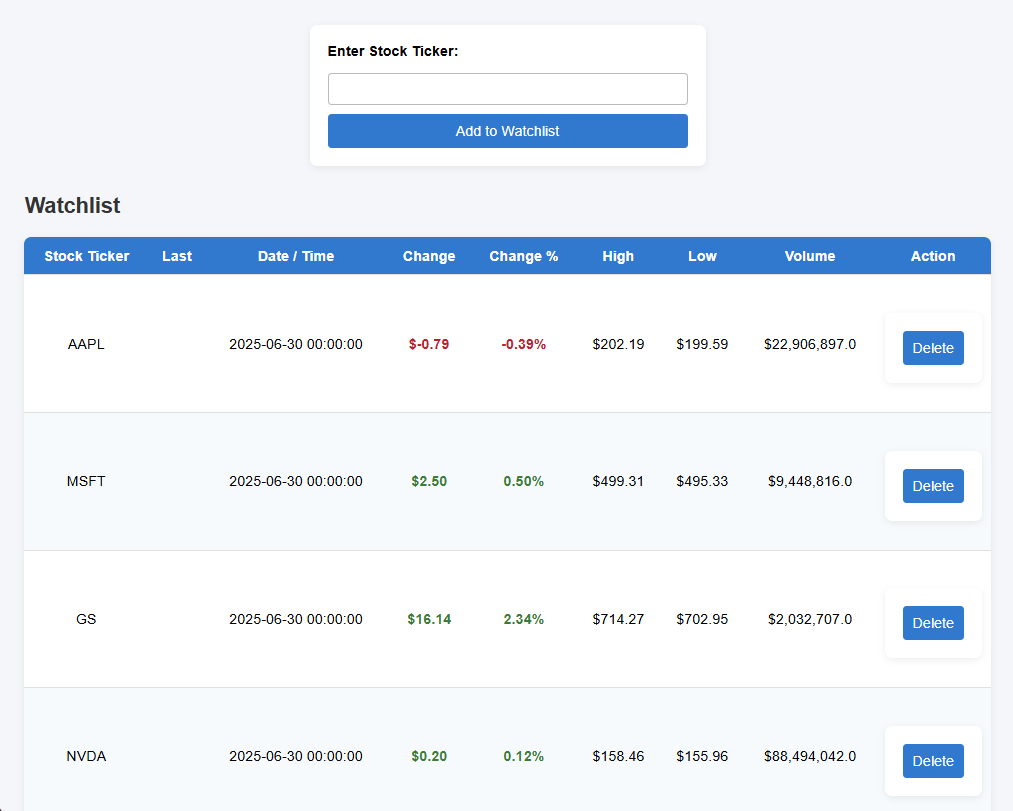 Enter Stock Ticker:
Add to Watchlist
Watchlist
Stock Ticker Last Date / Time Change Change % High Low Volume Action
AAPL 2025-06-30 00:00:00 $-0.79 -0.39% $202.19 $199.59 $22,906,897.0 Delete
MSFT 2025-06-30 00:00:00 $2.50 0.50% $499.31 $495.33 $9,448,816.0 Delete
GS 2025-06-30 00:00:00 $16.14 2.34% $714.27 $702.95 $2,032,707.0 Delete
NVDA 2025-06-30 00:00:00 $0.20 0.12% $158.46 $155.96 $88,494,042.0 Delete